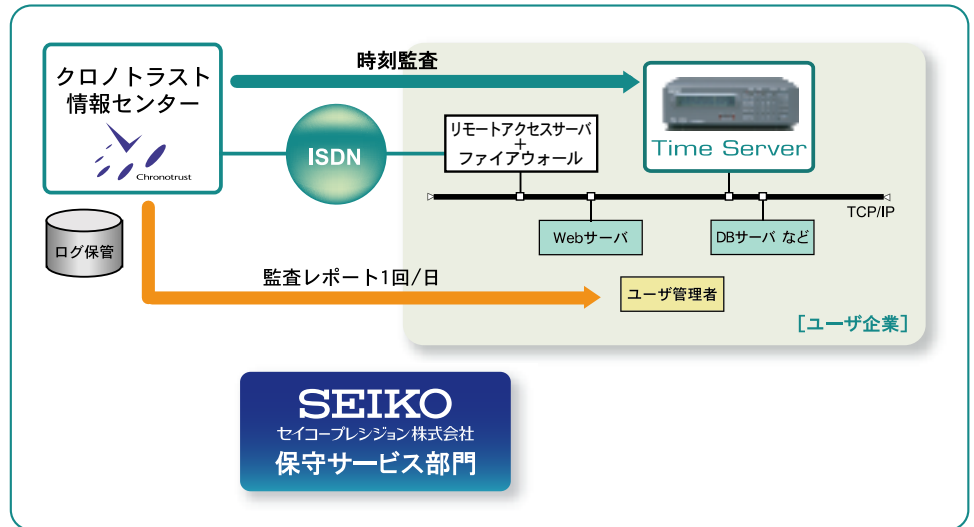 クロノトラスト
情報センター
Chronotrust
時刻監査
ISDN
リモートアクセスサーバ
+
ファイアウォール
Time Server
TCP/IP
Webサーバ
DBサーバ など
ログ保管
監査レポート1回/日
ユーザ管理者
[ユーザ企業]
SEIKO
セイコープレシジョン株式会社
保守サービス部門